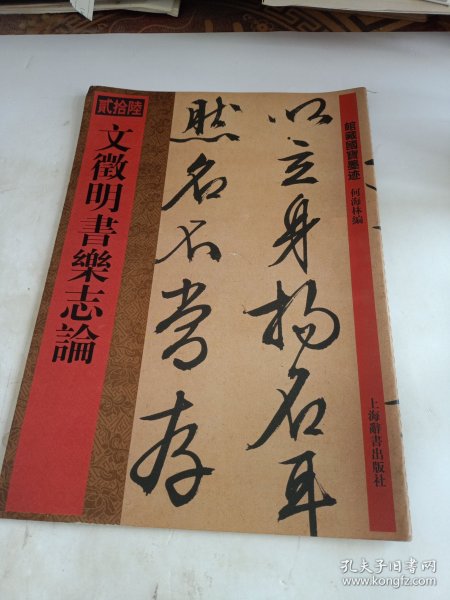 館藏國寶墨迹
何海林編
上海辭書出版社
以立身揚名耳
然名不常存
貳拾陸
文徵明書樂志論
孔夫子旧书网
www.kongfz.com